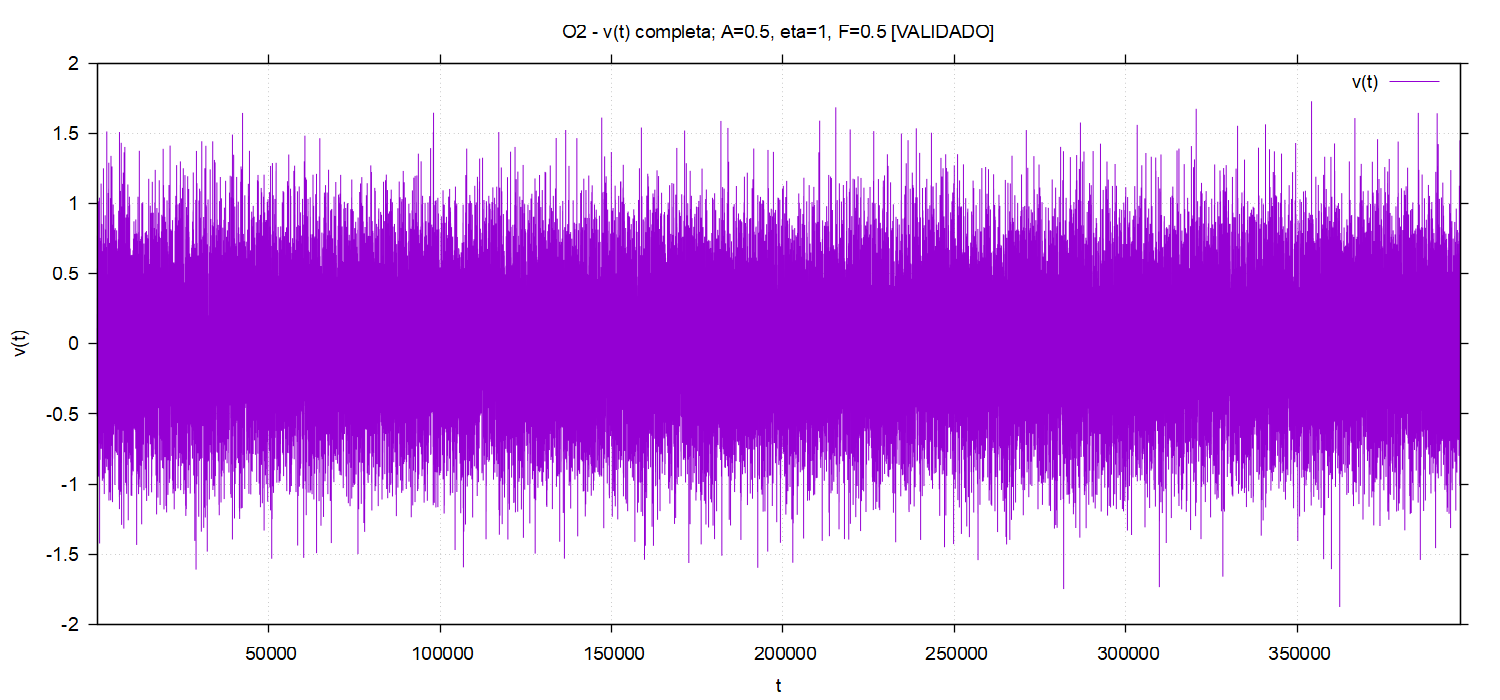 O2 - v(t) completa; A=0.5, eta=1, F=0.5 [VALIDADO]
v(t)
2
1.5
1
0.5
0
-0.5
-1
-1.5
-2
v(t)
50000 100000 150000 200000 250000 300000 350000
t